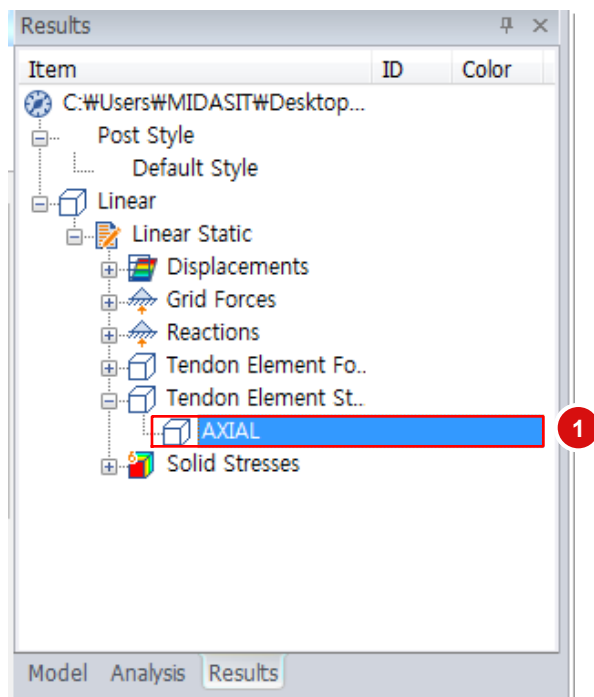 Results
Item ID Color
C:₩Users₩MIDASIT₩Desktop...
Post Style
Default Style
Linear
Linear Static
Displacements
Grid Forces
Reactions
Tendon Element Fo..
Tendon Element St..
AXIAL
1
Solid Stresses
Model Analysis Results